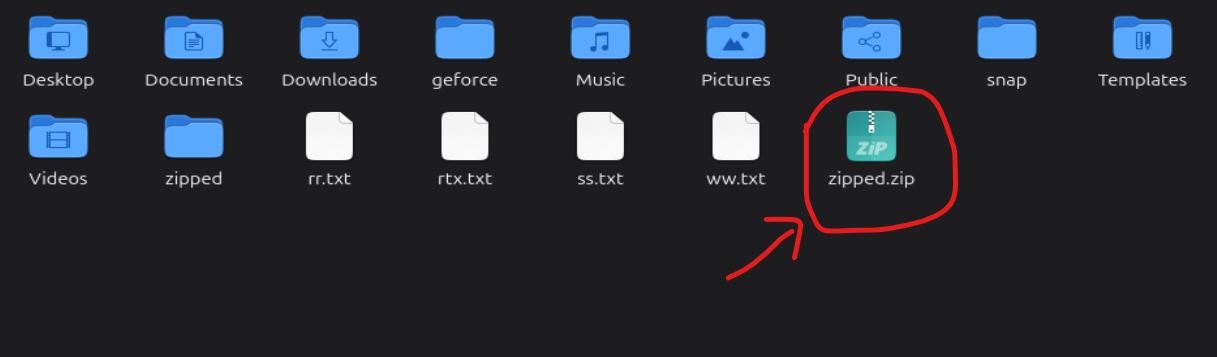 Desktop Documents Downloads geforce Music Pictures Public snap Templates
ZiP
Videos zipped rr.txt rtx.txt ss.txt ww.txt zipped.zip